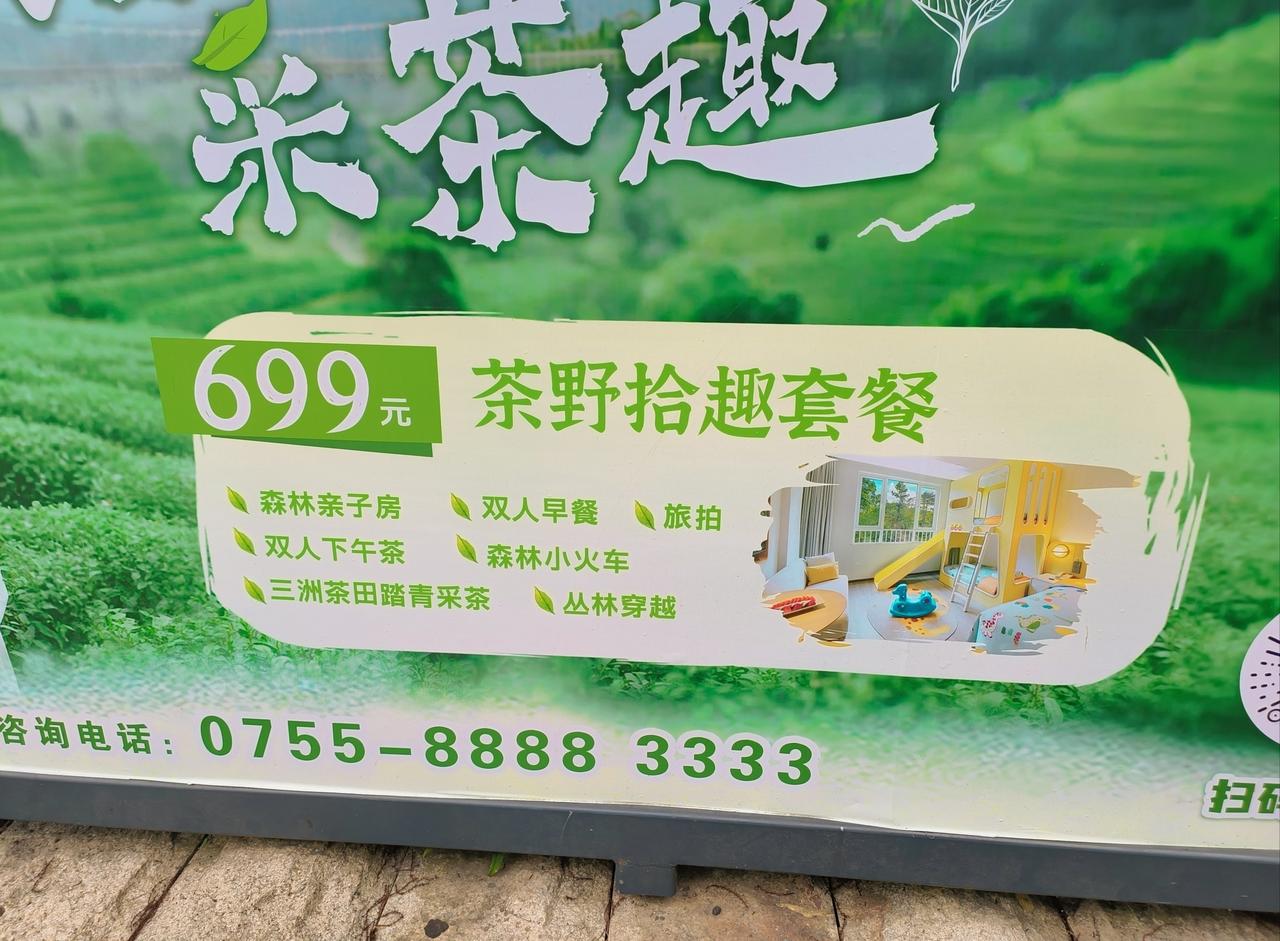 采茶趣
699元 茶野拾趣套餐
森林亲子房 双人早餐 旅拍
双人下午茶 森林小火车
三洲茶田踏青采茶 丛林穿越
咨询电话：0755-8888 3333
扫码